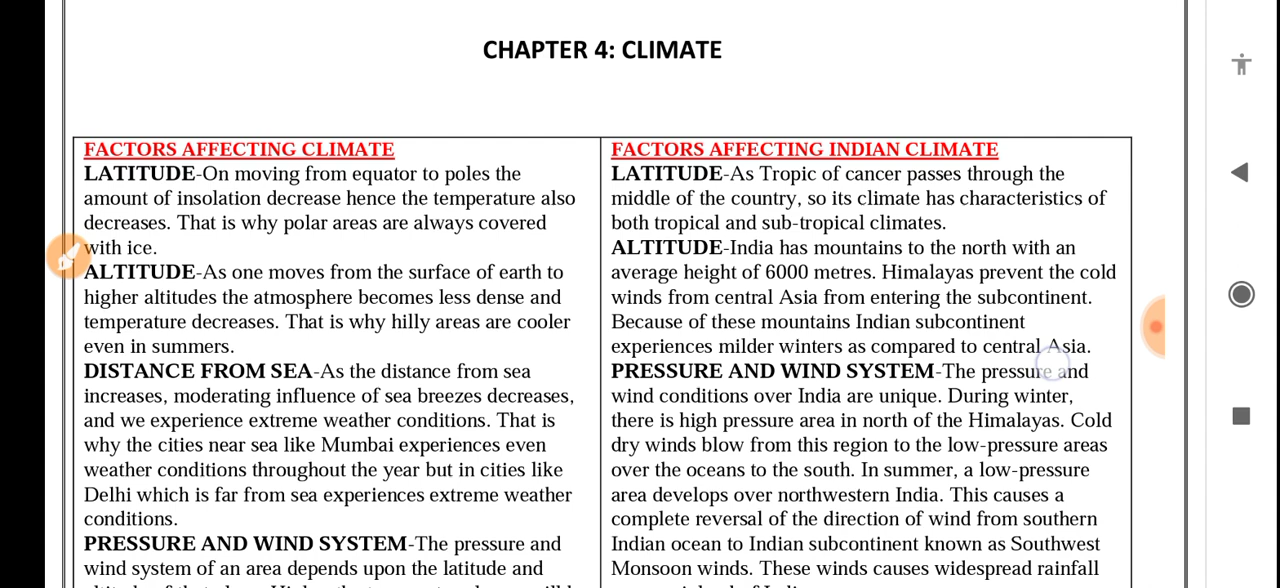 CHAPTER 4: CLIMATE
FACTORS AFFECTING CLIMATE
LATITUDE-On moving from equator to poles the
amount of insolation decrease hence the temperature also
decreases. That is why polar areas are always covered
with ice.
ALTITUDE-As one moves from the surface of earth to
higher altitudes the atmosphere becomes less dense and
temperature decreases. That is why hilly areas are cooler
even in summers.
DISTANCE FROM SEA-As the distance from sea
increases, moderating influence of sea breezes decreases,
and we experience extreme weather conditions. That is
why the cities near sea like Mumbai experiences even
weather conditions throughout the year but in cities like
Delhi which is far from sea experiences extreme weather
conditions.
PRESSURE AND WIND SYSTEM-The pressure and
wind system of an area depends upon the latitude and
FACTORS AFFECTING INDIAN CLIMATE
LATITUDE-As Tropic of cancer passes through the
middle of the country, so its climate has characteristics of
both tropical and sub-tropical climates.
ALTITUDE-India has mountains to the north with an
average height of 6000 metres. Himalayas prevent the cold
winds from central Asia from entering the subcontinent.
Because of these mountains Indian subcontinent
experiences milder winters as compared to central Asia.
PRESSURE AND WIND SYSTEM-The pressure and
wind conditions over India are unique. During winter,
there is high pressure area in north of the Himalayas. Cold
dry winds blow from this region to the low-pressure areas
over the oceans to the south. In summer, a low-pressure
area develops over northwestern India. This causes a
complete reversal of the direction of wind from southern
Indian ocean to Indian subcontinent known as Southwest
Monsoon winds. These winds causes widespread rainfall